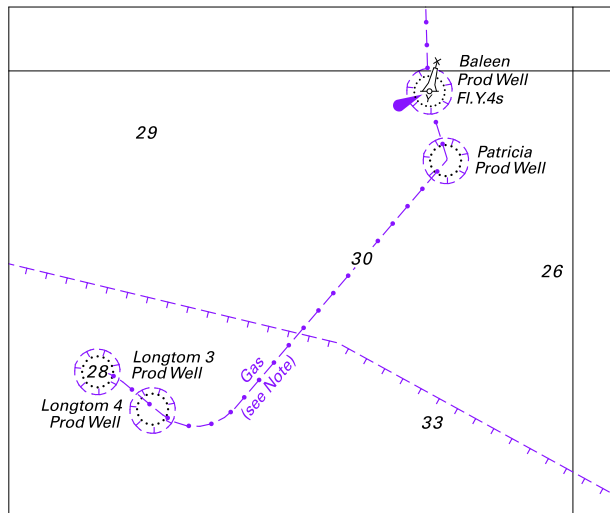 Baleen
Prod Well
Fl.Y.4s
29
Patricia
Prod Well
30
26
Longtom 3
Prod Well
28
Gas
(see Note)
Longtom 4
Prod Well
33